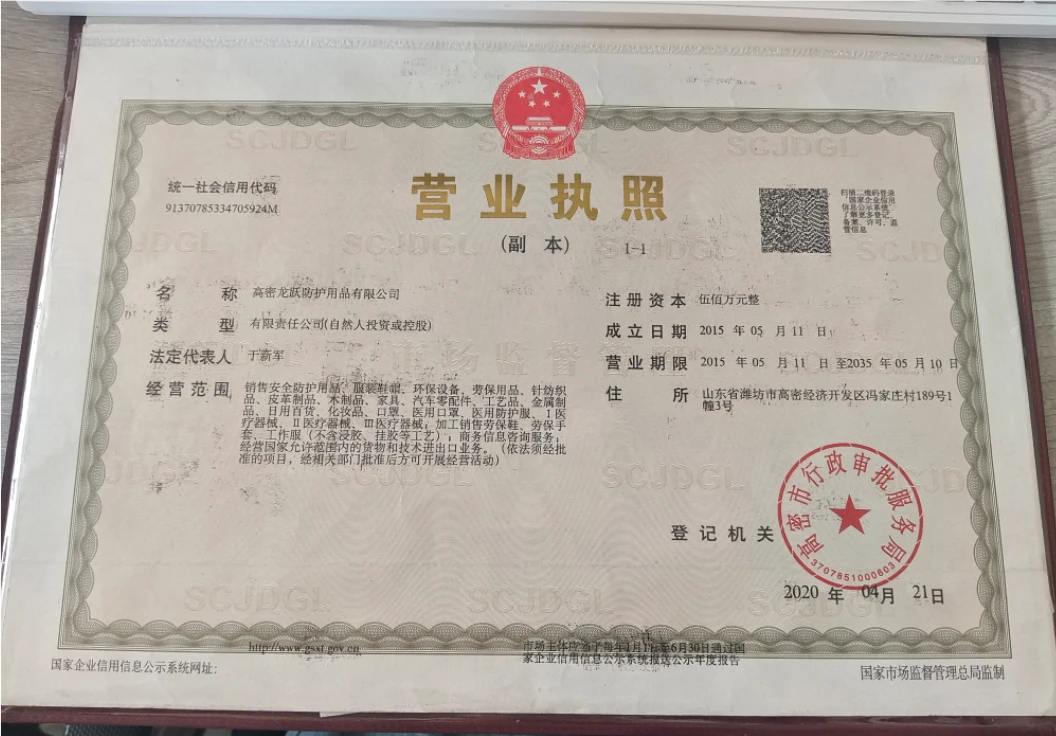 统一社会信用代码
91370785334705924M
营业执照
(副 本) 1-1
扫描二维码登录
“国家企业信用
信息公示系统”
了解更多登记、
备案、许可、监
管信息
名 称 高密龙跃防护用品有限公司
类 型 有限责任公司(自然人投资或控股)
法定代表人 于新军
经营范围 销售安全防护用品、服装鞋帽、环保设备、劳保用品、针纺织
品、皮革制品、木制品、家具、汽车零配件、工艺品、金属制
品、日用百货、化妆品、口罩、医用口罩、医用防护服、Ⅰ医
疗器械、Ⅱ医疗器械、Ⅲ医疗器械；加工销售劳保鞋、劳保手
套、工作服（不含浸胶、挂胶等工艺）；商务信息咨询服务；
经营国家允许范围内的货物和技术进出口业务。（依法须经批
准的项目，经相关部门批准后方可开展经营活动）
注册资本 伍佰万元整
成立日期 2015 年 05 月 11 日
营业期限 2015 年 05 月 11 日 至2035 年 05 月 10 日
住 所 山东省潍坊市高密经济开发区冯家庄村189号1
幢3号
登记机关
高密市行政审批服务局
3707851000803
2020 年 04月 21日
http://www.gsxt.gov.cn
国家企业信用信息公示系统网址：
市场主体应当于每年1月1日至6月30日通过国
家企业信用信息公示系统报送公示年度报告
国家市场监督管理总局监制
SCJDGL